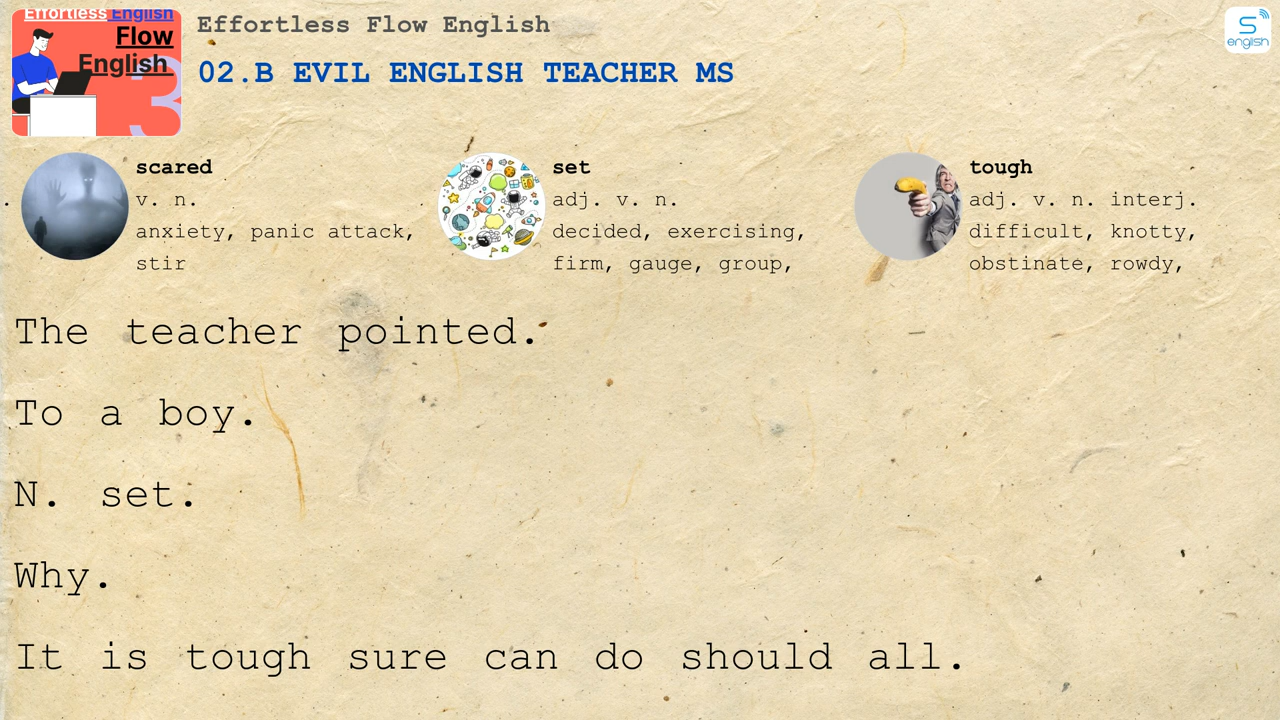 Effortless English
Flow
English
3
Effortless Flow English
02.B EVIL ENGLISH TEACHER MS
S
english
scared
v. n.
anxiety, panic attack,
stir
set
adj. v. n.
decided, exercising,
firm, gauge, group,
tough
adj. v. n. interj.
difficult, knotty,
obstinate, rowdy,
The teacher pointed.
To a boy.
N. set.
Why.
It is tough sure can do should all.